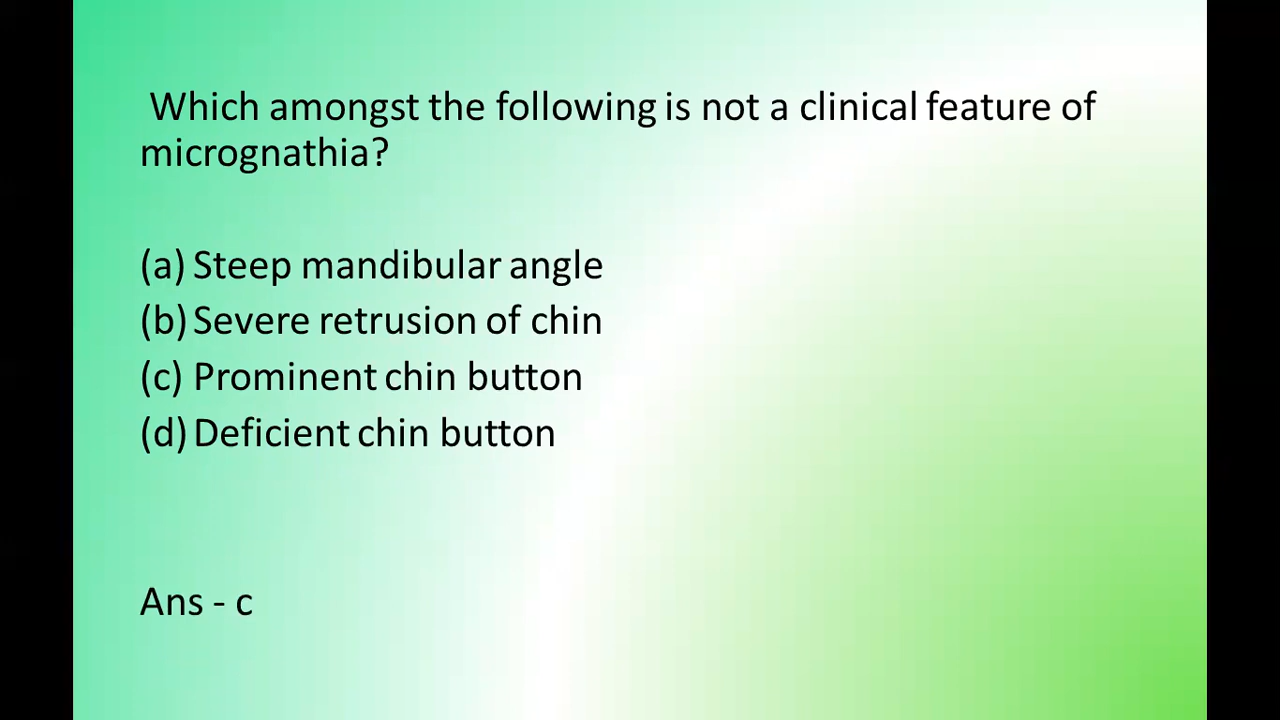 Which amongst the following is not a clinical feature of
micrognathia?
(a) Steep mandibular angle
(b) Severe retrusion of chin
(c) Prominent chin button
(d) Deficient chin button
Ans - c